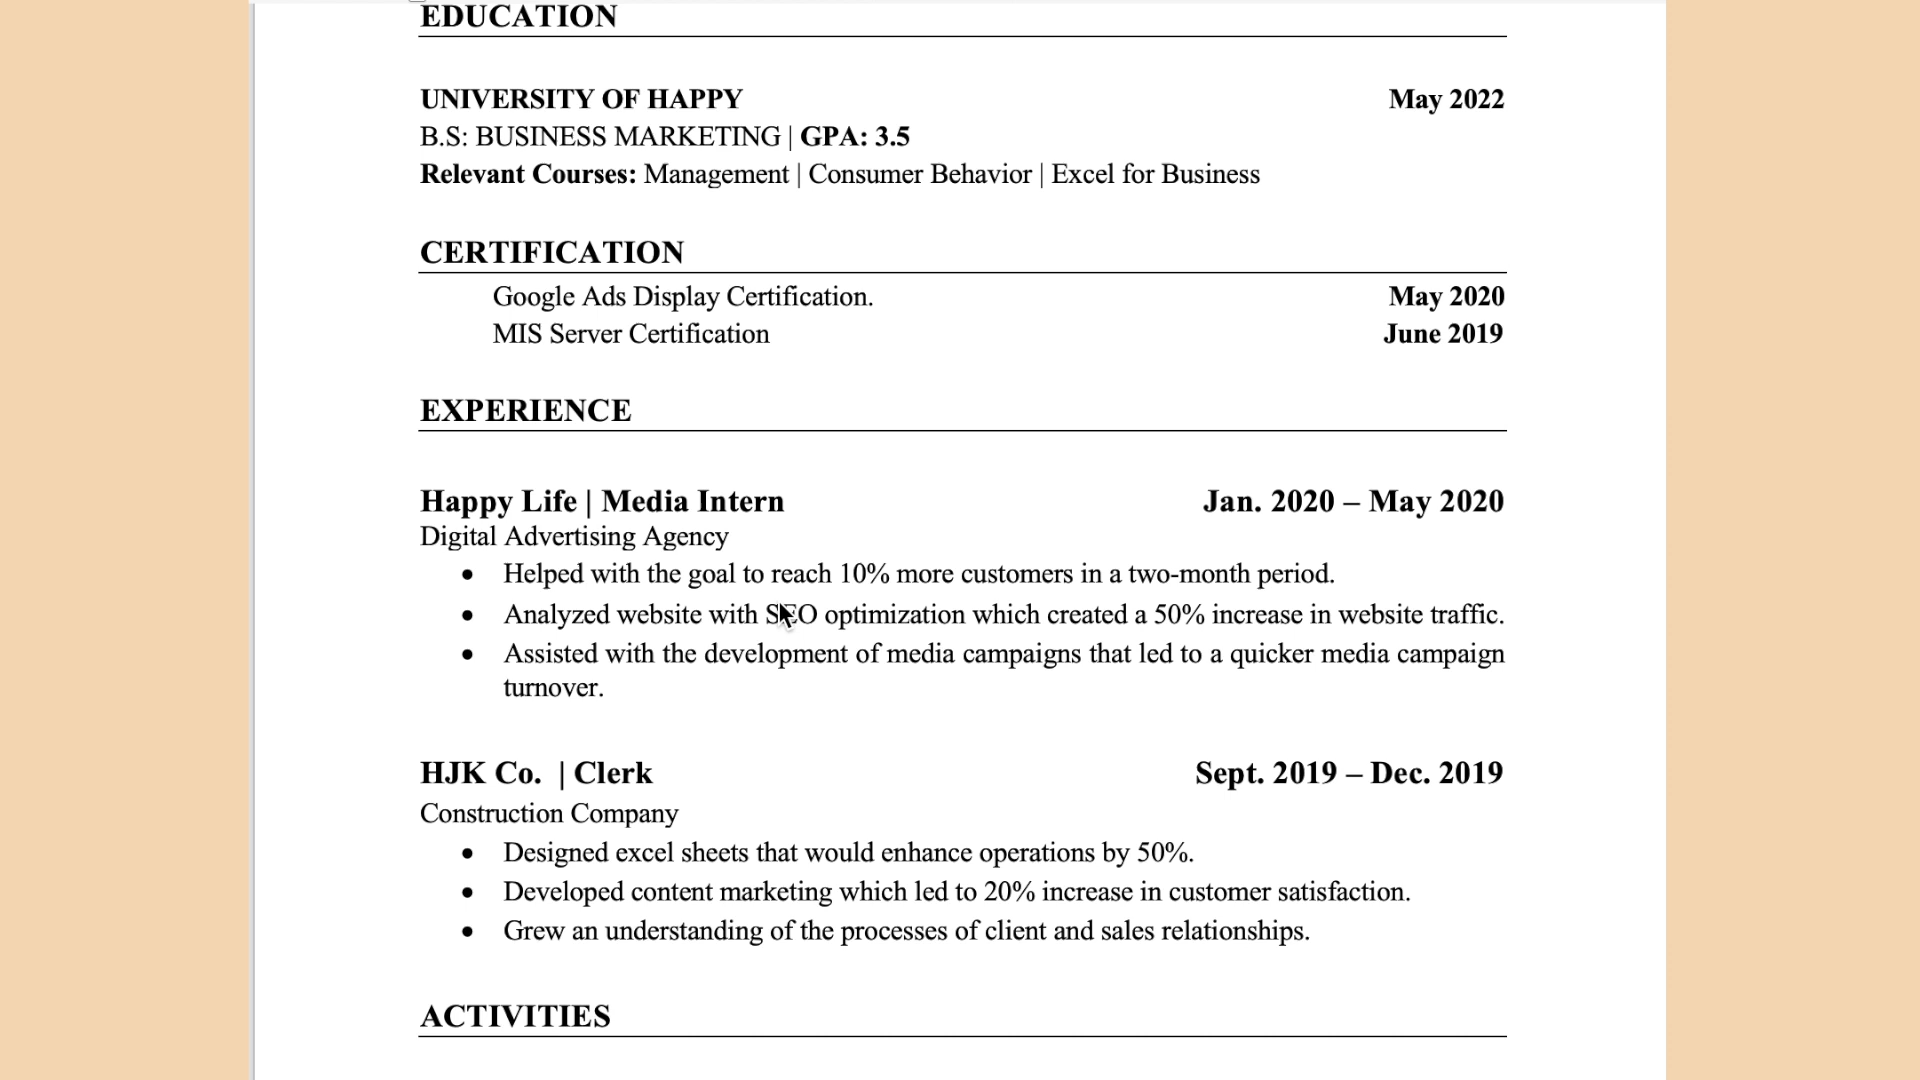 EDUCATION
UNIVERSITY OF HAPPY May 2022
B.S: BUSINESS MARKETING | GPA: 3.5
Relevant Courses: Management | Consumer Behavior | Excel for Business
CERTIFICATION
Google Ads Display Certification. May 2020
MIS Server Certification June 2019
EXPERIENCE
Happy Life | Media Intern Jan. 2020 – May 2020
Digital Advertising Agency
• Helped with the goal to reach 10% more customers in a two-month period.
• Analyzed website with SEO optimization which created a 50% increase in website traffic.
• Assisted with the development of media campaigns that led to a quicker media campaign
turnover.
HJK Co. | Clerk Sept. 2019 – Dec. 2019
Construction Company
• Designed excel sheets that would enhance operations by 50%.
• Developed content marketing which led to 20% increase in customer satisfaction.
• Grew an understanding of the processes of client and sales relationships.
ACTIVITIES